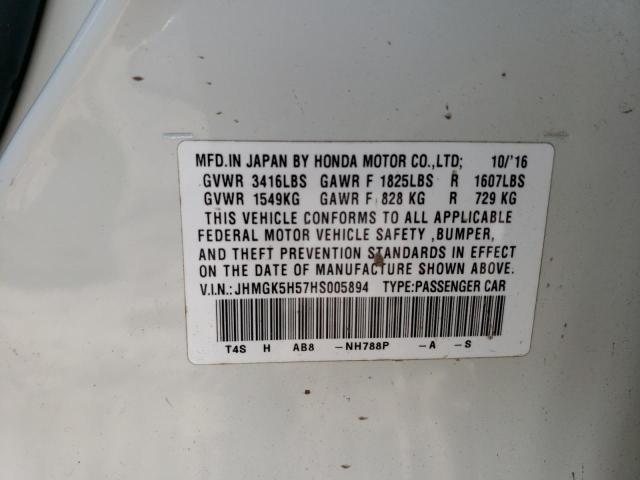 MFD.IN JAPAN BY HONDA MOTOR CO.,LTD; 10/'16
GVWR 3416LBS GAWR F 1825LBS R 1607LBS
GVWR 1549KG GAWR F 828 KG R 729 KG
THIS VEHICLE CONFORMS TO ALL APPLICABLE
FEDERAL MOTOR VEHICLE SAFETY ,BUMPER,
AND THEFT PREVENTION STANDARDS IN EFFECT
ON THE DATE OF MANUFACTURE SHOWN ABOVE.
V.I.N.:JHMGK5H57HS005894 TYPE:PASSENGER CAR
T4S H AB8 -NH788P -A -S